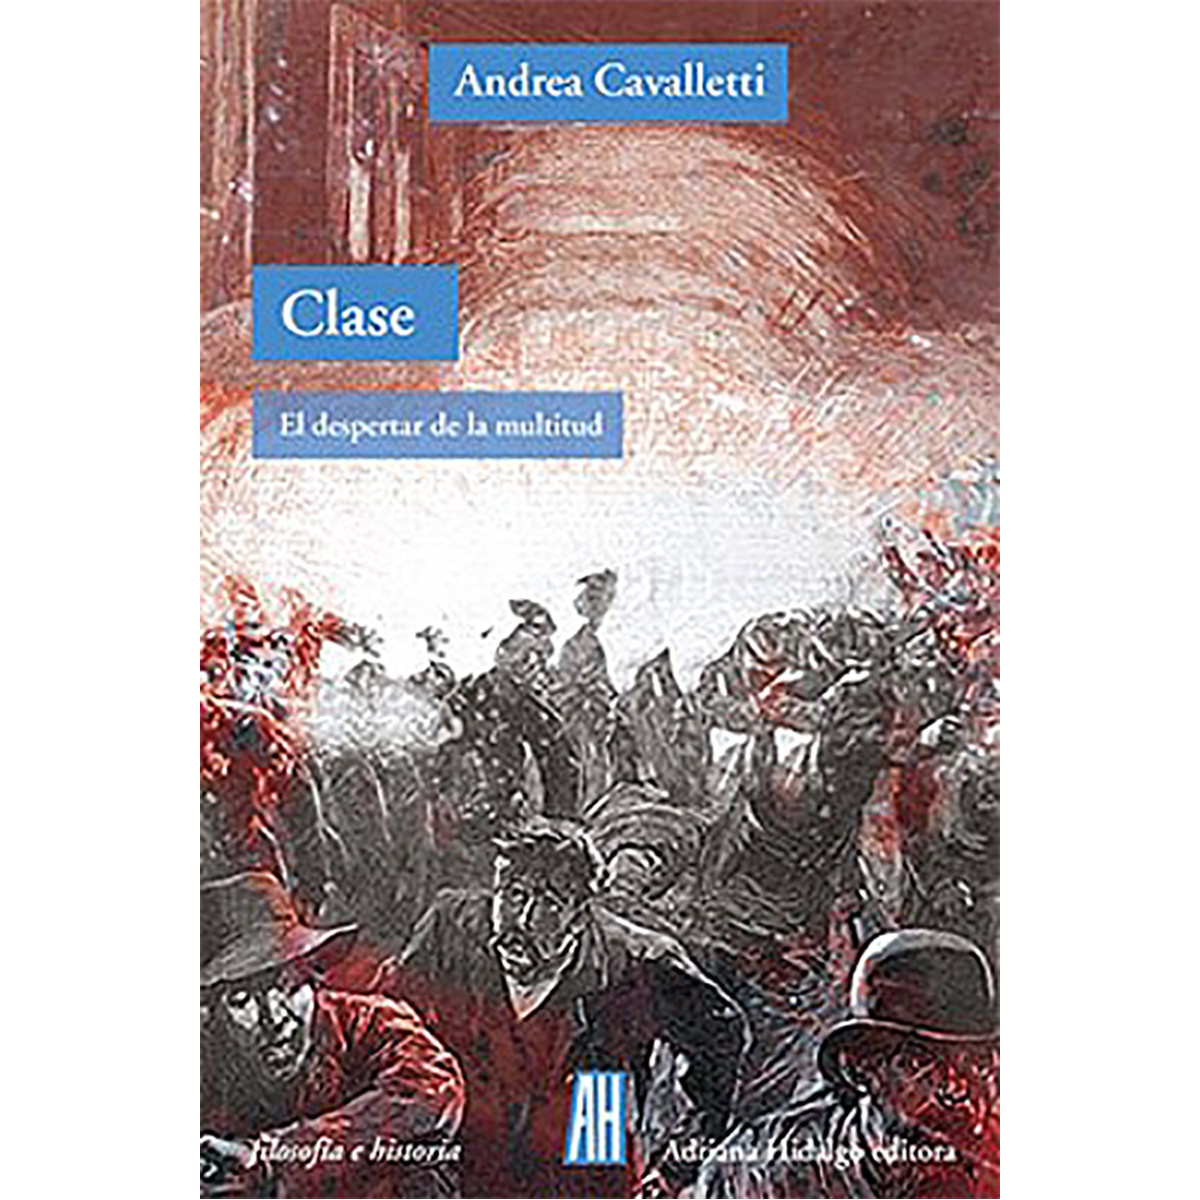 Andrea Cavalletti
Clase
El despertar de la multitud
AH
filosofía e historia
Adriana Hidalgo editora